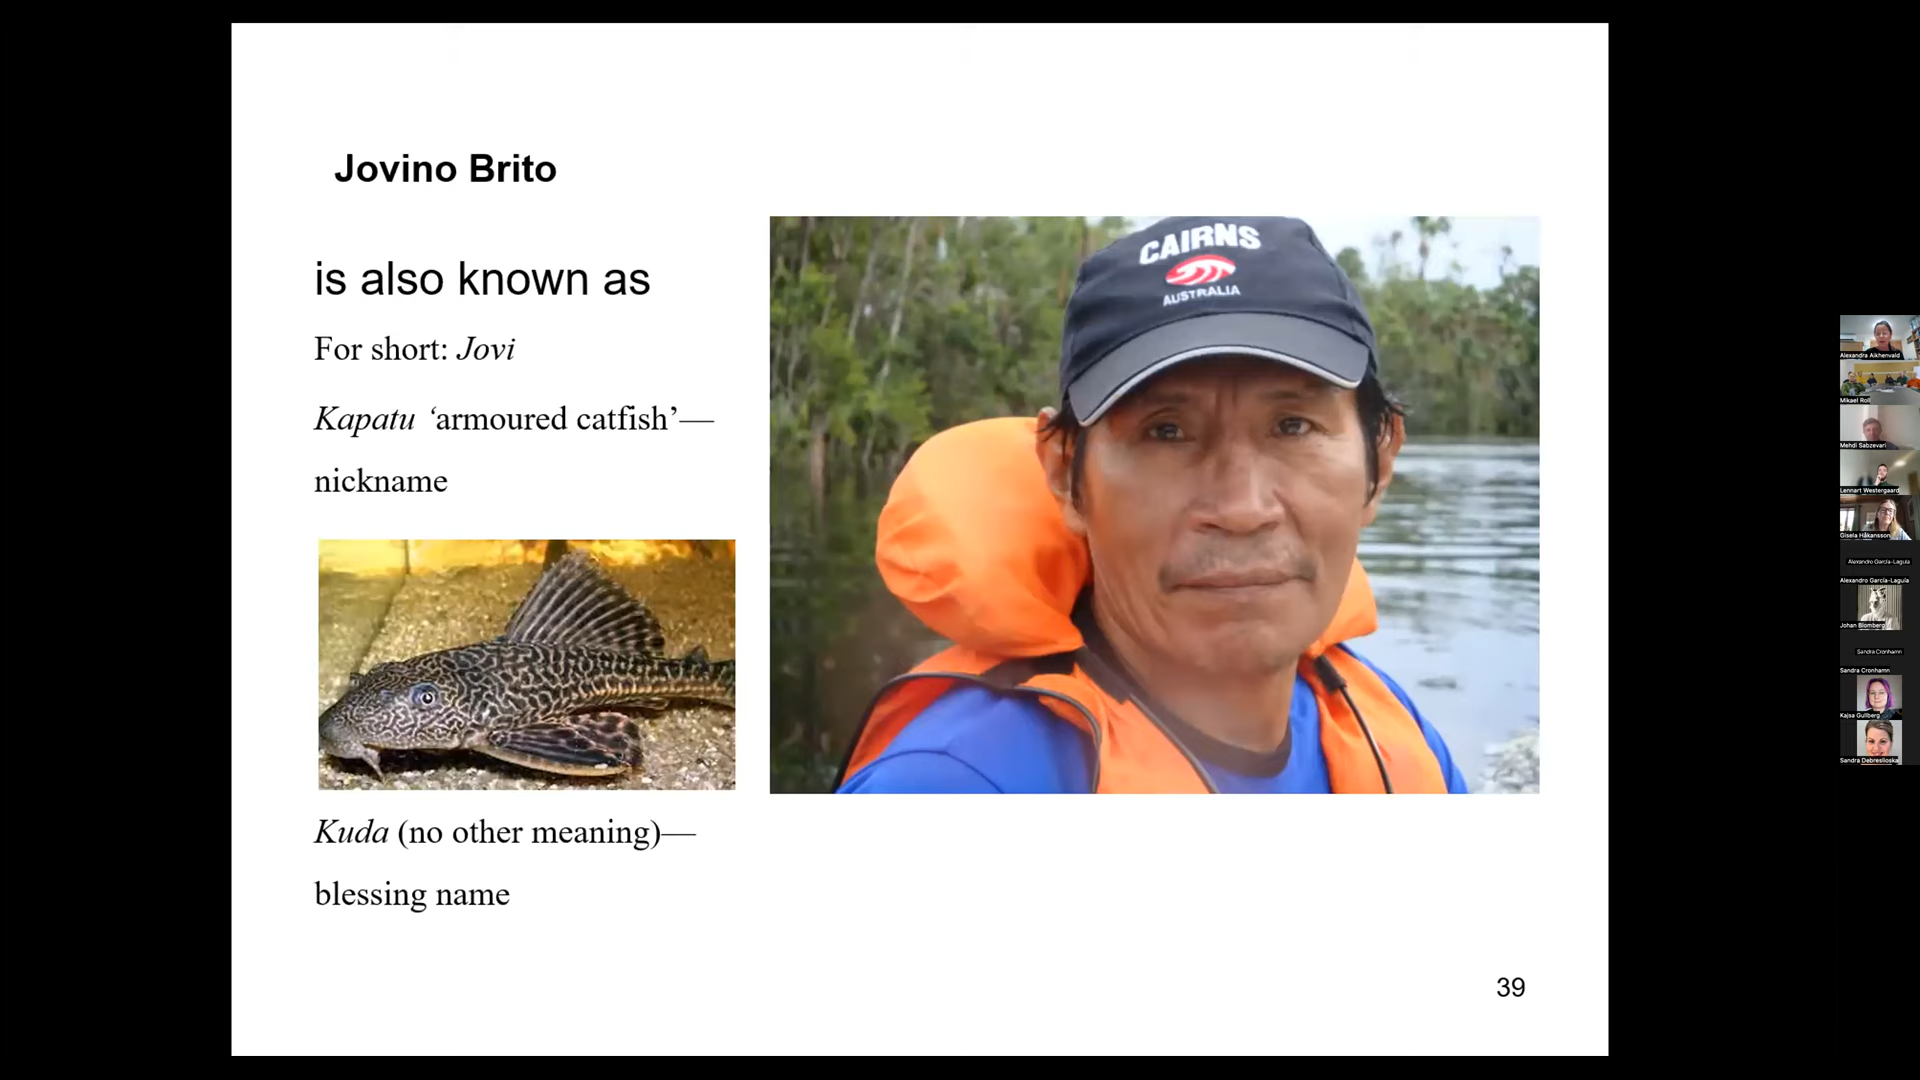 Jovino Brito
is also known as
For short: Jovi
Kapatu ‘armoured catfish’—
nickname
Kuda (no other meaning)—
blessing name
CAIRNS
AUSTRALIA
39
Alexandra Aikhenvald
Mikael Roll
Mehdi Sabzevari
Lennart Westergaard
Gisela Håkansson
Alexandro García-Laguía
Alexandro García-Laguía
Johan Blomberg
Sandra Cronhamn
Sandra Cronhamn
Kajsa Gullberg
Sandra Debreslioska